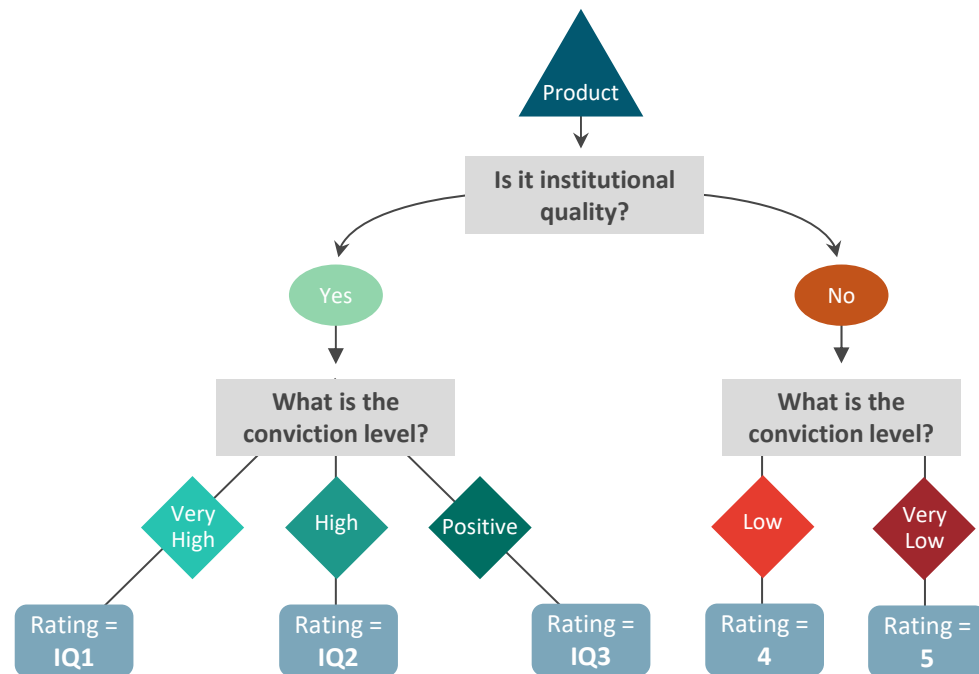 Product
Is it institutional
quality?
Yes
No
What is the
conviction level?
What is the
conviction level?
Very
High
High
Positive
Low
Very
Low
Rating =
IQ1
Rating =
IQ2
Rating =
IQ3
Rating =
4
Rating =
5